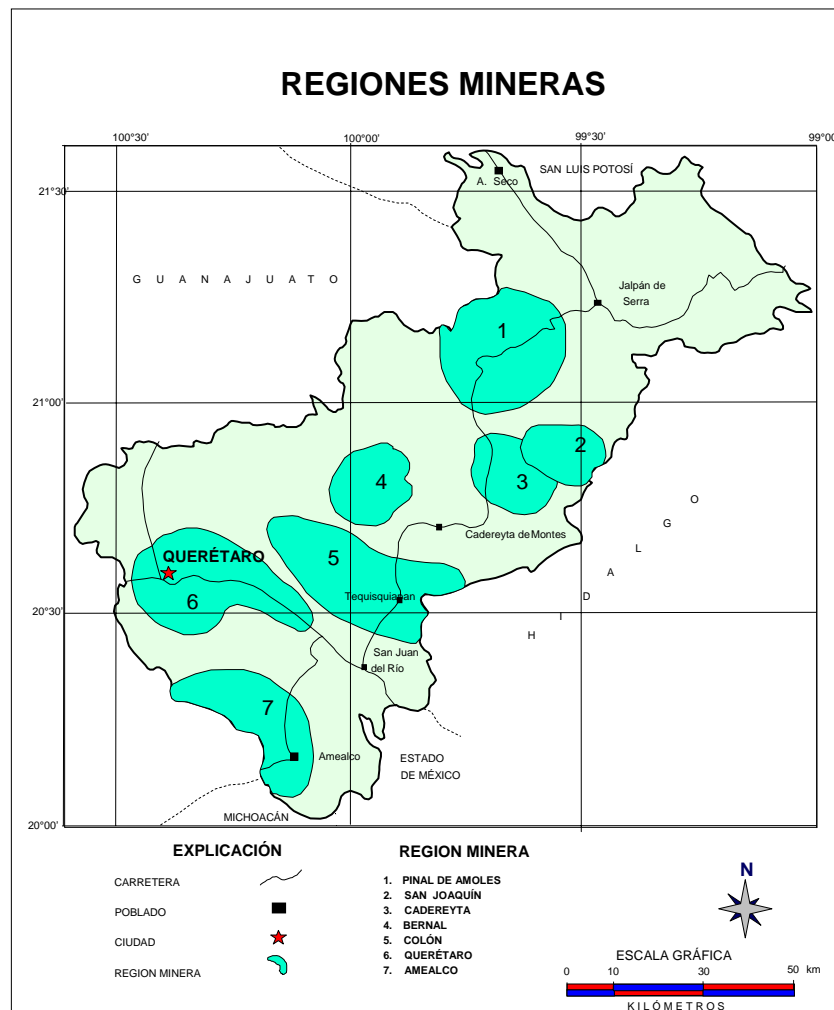 REGIONES MINERAS
100°30'
100°00'
99°30'
99°00'
SAN LUIS POTOSÍ
A. Seco
21°30'
G U A N A J U A T O
Jalpán de
Serra
1
21°00'
2
3
4
O
G
L
A
D
I
H
Cadereyta de Montes
QUERÉTARO
5
6
Tequisquiapan
20°30'
San Juan
del Río
7
Amealco
ESTADO
DE MÉXICO
MICHOACÁN
20°00'
EXPLICACIÓN
CARRETERA
POBLADO
CIUDAD
REGION MINERA
REGION MINERA
1. PINAL DE AMOLES
2. SAN JOAQUÍN
3. CADEREYTA
4. BERNAL
5. COLÓN
6. QUERÉTARO
7. AMEALCO
N
ESCALA GRÁFICA
0 10 30 50 km
KILÓMETROS